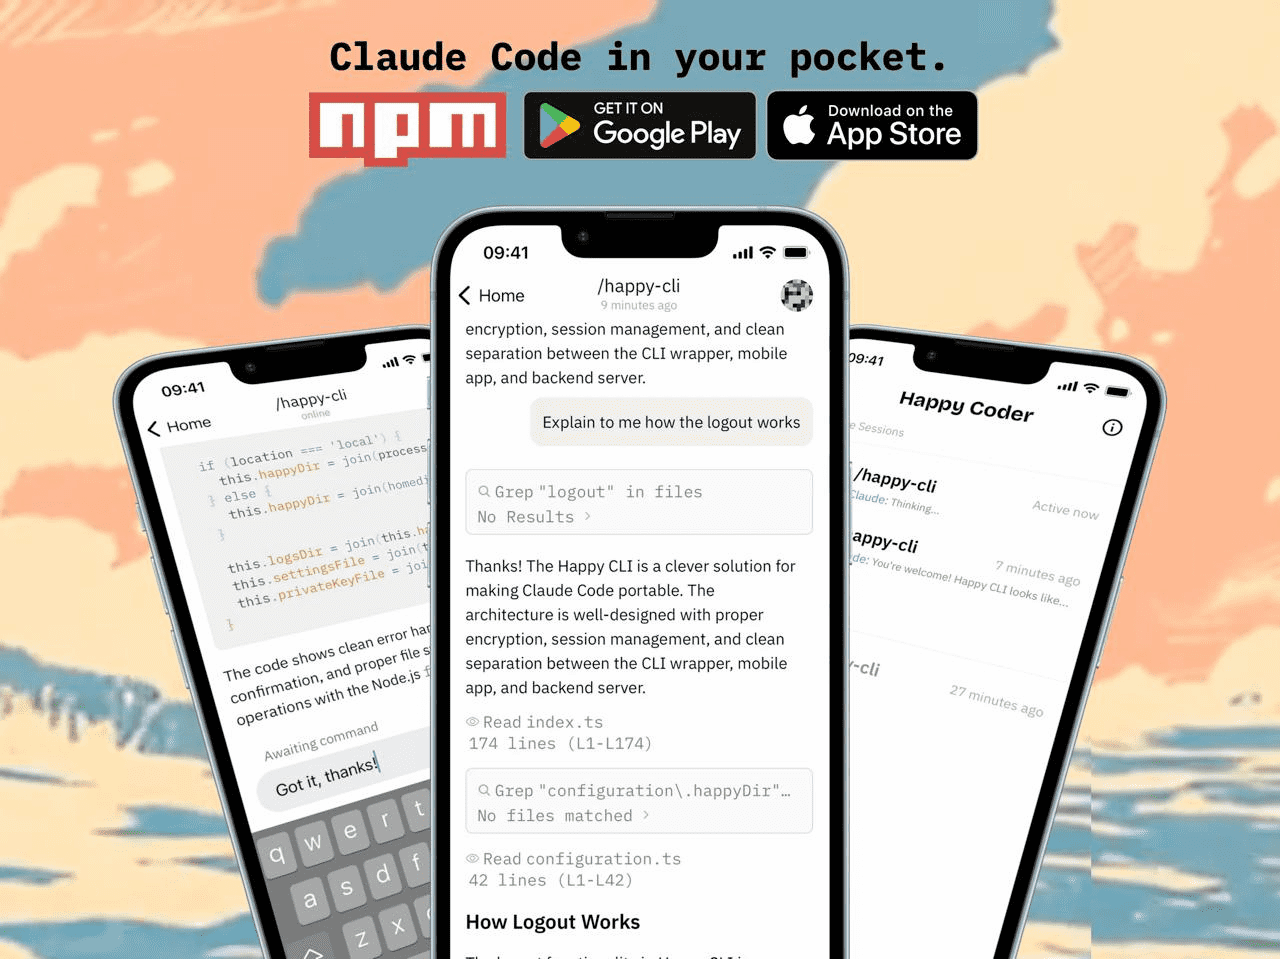 Claude Code in your pocket.
npm
GET IT ON
Google Play
Download on the
App Store
09:41
/happy-cli
online
Home
if (location === 'local') {
this.happyDir = join(process
} else {
this.happyDir = join(homedi
}
this.logsDir = join(this.ha
this.settingsFile = join(t
this.privateKeyFile = joi
}
The code shows clean error har
confirmation, and proper file s
operations with the Node.js f
Awaiting command
Got it, thanks!
q w e r t
a s d f
z x
09:41
/happy-cli
9 minutes ago
Home
encryption, session management, and clean
separation between the CLI wrapper, mobile
app, and backend server.
Explain to me how the logout works
Grep "logout" in files
No Results >
Thanks! The Happy CLI is a clever solution for
making Claude Code portable. The
architecture is well-designed with proper
encryption, session management, and clean
separation between the CLI wrapper, mobile
app, and backend server.
Read index.ts
174 lines (L1-L174)
Grep "configuration\.happyDir"…
No files matched >
Read configuration.ts
42 lines (L1-L42)
How Logout Works
09:41
Happy Coder
e Sessions
/happy-cli
Active now
Claude: Thinking...
appy-cli
7 minutes ago
de: You're welcome! Happy CLI looks like...
y-cli
27 minutes ago